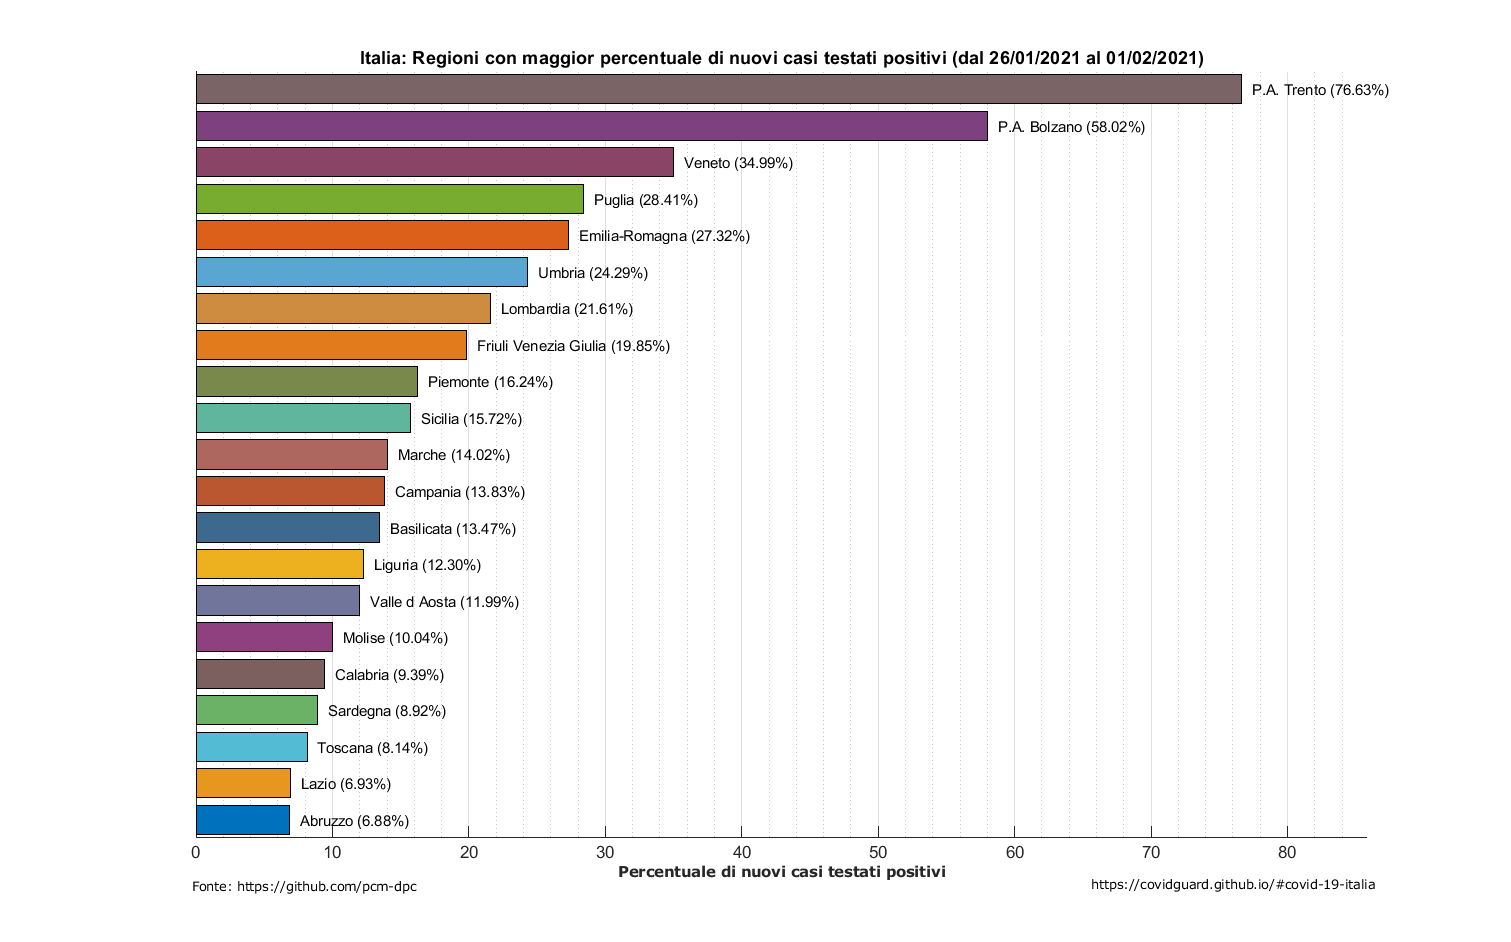 Italia: Regioni con maggior percentuale di nuovi casi testati positivi (dal 26/01/2021 al 01/02/2021)
P.A. Trento (76.63%)
P.A. Bolzano (58.02%)
Veneto (34.99%)
Puglia (28.41%)
Emilia-Romagna (27.32%)
Umbria (24.29%)
Lombardia (21.61%)
Friuli Venezia Giulia (19.85%)
Piemonte (16.24%)
Sicilia (15.72%)
Marche (14.02%)
Campania (13.83%)
Basilicata (13.47%)
Liguria (12.30%)
Valle d Aosta (11.99%)
Molise (10.04%)
Calabria (9.39%)
Sardegna (8.92%)
Toscana (8.14%)
Lazio (6.93%)
Abruzzo (6.88%)
0 10 20 30 40 50 60 70 80
Percentuale di nuovi casi testati positivi
Fonte: https://github.com/pcm-dpc
https://covidguard.github.io/#covid-19-italia